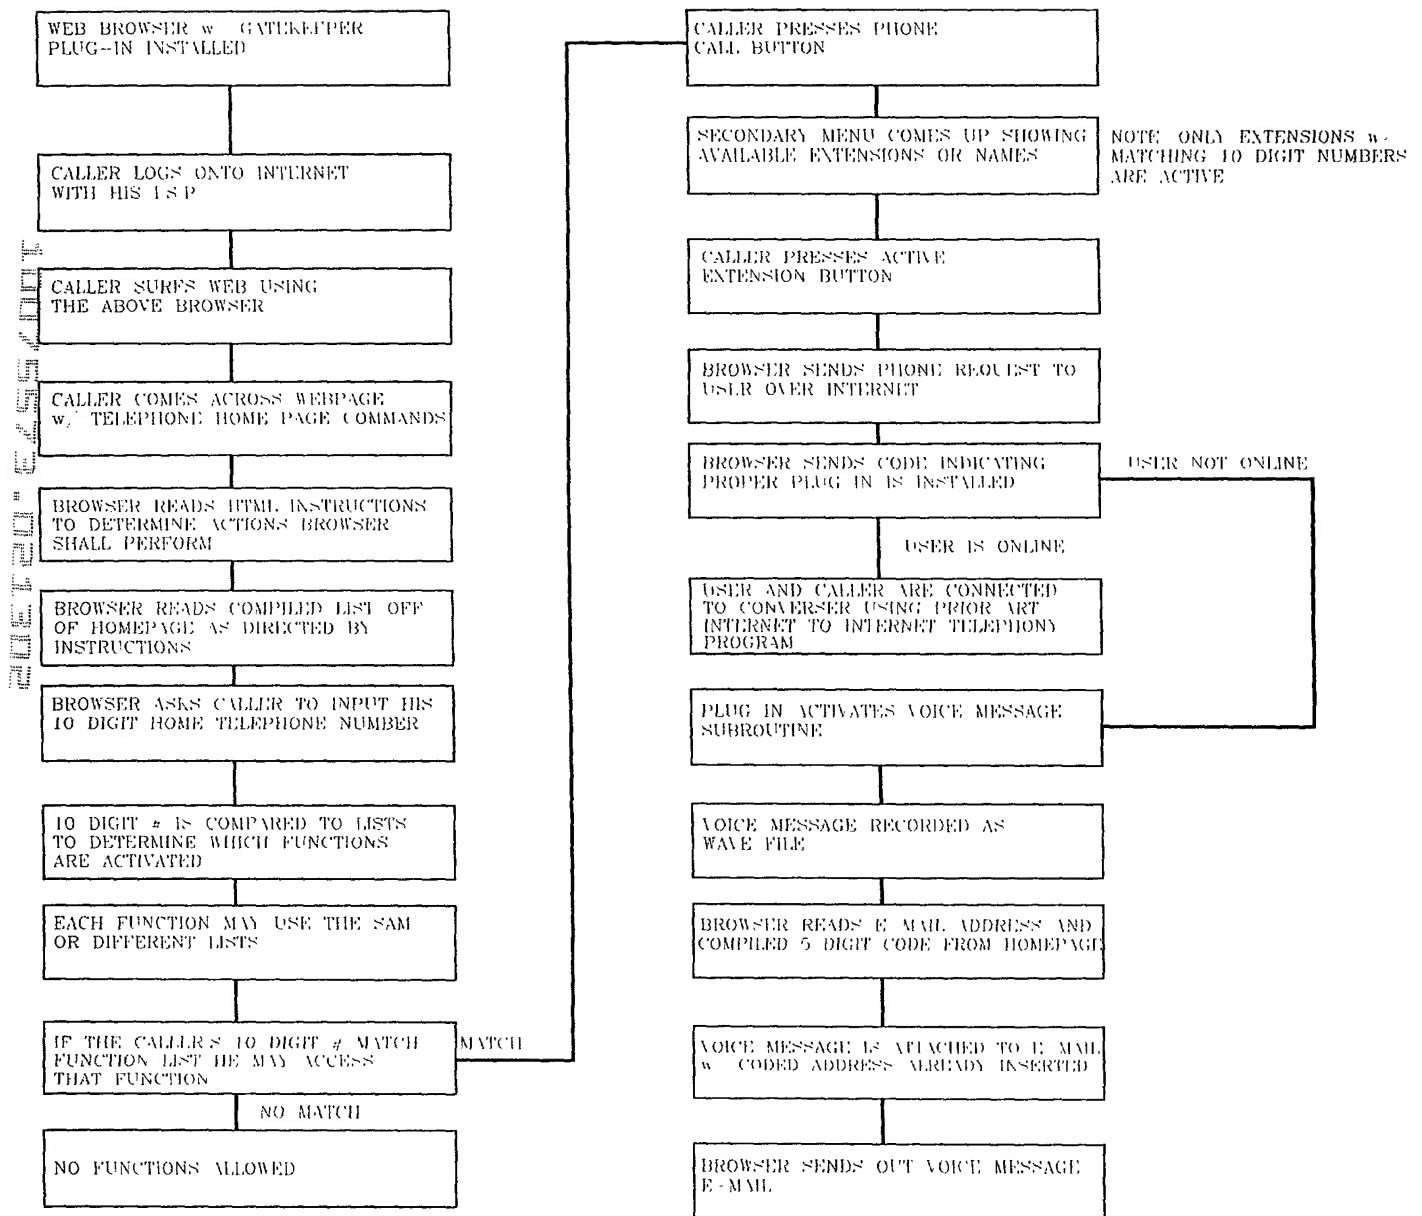 WEB BROWSER w GATEKEEPER
PLUG-IN INSTALLED
CALLER LOGS ONTO INTERNET
WITH HIS I S P
CALLER SURFS WEB USING
THE ABOVE BROWSER
CALLER COMES ACROSS WEBPAGE
w/ TELEPHONE HOME PAGE COMMANDS
BROWSER READS HTML INSTRUCTIONS
TO DETERMINE ACTIONS BROWSER
SHALL PERFORM
BROWSER READS COMPILED LIST OFF
OF HOMEPAGE AS DIRECTED BY
INSTRUCTIONS
BROWSER ASKS CALLER TO INPUT HIS
10 DIGIT HOME TELEPHONE NUMBER
10 DIGIT # IS COMPARED TO LISTS
TO DETERMINE WHICH FUNCTIONS
ARE ACTIVATED
EACH FUNCTION MAY USE THE SAM
OR DIFFERENT LISTS
IF THE CALLER S 10 DIGIT # MATCH
FUNCTION LIST HE MAY ACCESS
THAT FUNCTION
MATCH
NO MATCH
NO FUNCTIONS ALLOWED
CALLER PRESSES PHONE
CALL BUTTON
SECONDARY MENU COMES UP SHOWING
AVAILABLE EXTENSIONS OR NAMES
NOTE ONLY EXTENSIONS w-
MATCHING 10 DIGIT NUMBERS
ARE ACTIVE
CALLER PRESSES ACTIVE
EXTENSION BUTTON
BROWSER SENDS PHONE REQUEST TO
USER OVER INTERNET
BROWSER SENDS CODE INDICATING
PROPER PLUG IN IS INSTALLED
USER NOT ONLINE
USER IS ONLINE
USER AND CALLER ARE CONNECTED
TO CONVERSER USING PRIOR ART
INTERNET TO INTERNET TELEPHONY
PROGRAM
PLUG IN ACTIVATES VOICE MESSAGE
SUBROUTINE
VOICE MESSAGE RECORDED AS
WAVE FILE
BROWSER READS E MAIL ADDRESS AND
COMPILED 5 DIGIT CODE FROM HOMEPAGE
VOICE MESSAGE IS ATTACHED TO E MAIL
w CODED ADDRESS ALREADY INSERTED
BROWSER SENDS OUT VOICE MESSAGE
E-MAIL